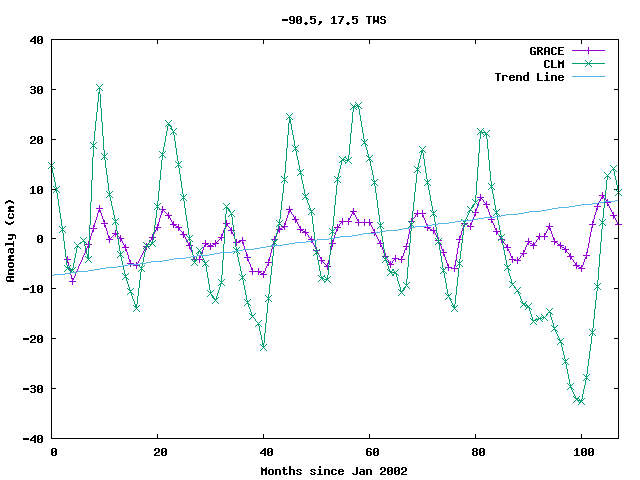 -90.5, 17.5 TWS
40
GRACE
CLM
Trend Line
30
20
10
0
-10
-20
-30
-40
Anomaly (cm)
0 20 40 60 80 100
Months since Jan 2002